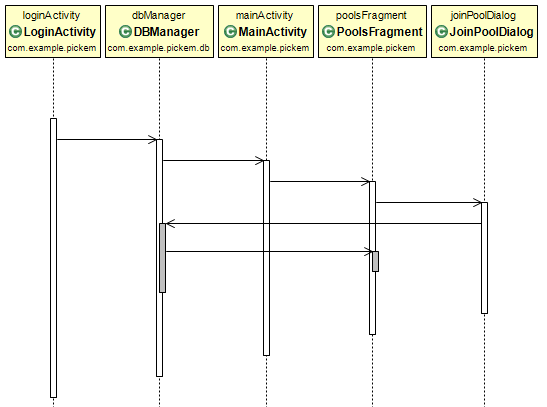 loginActivity
C LoginActivity
com.example.pickem
dbManager
C DBManager
com.example.pickem.db
mainActivity
C MainActivity
com.example.pickem
poolsFragment
C PoolsFragment
com.example.pickem
joinPoolDialog
C JoinPoolDialog
com.example.pickem